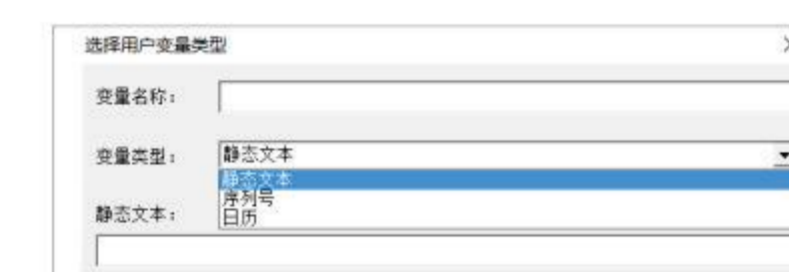 选择用户变量类型
变量名称：
变量类型：
静态文本
静态文本
序列号
日历
静态文本：